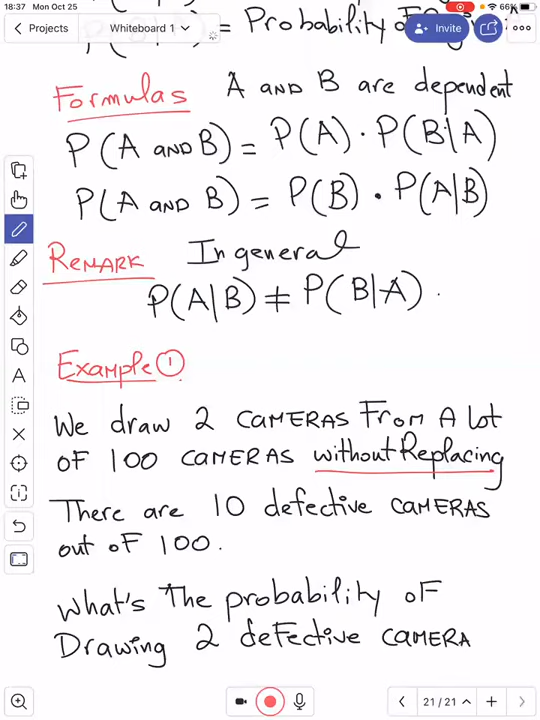 18:37 Mon Oct 25
66%
Projects
Whiteboard 1
Invite
= Probability of
Formulas A AND B are dependent
P(A AND B) = P(A) · P(B|A)
P(A AND B) = P(B) · P(A|B)
REMARK In general
P(A|B) ≠ P(B|A) .
Example ①
We draw 2 CAMERAS From A lot
OF 100 CAMERAS without Replacing
There are 10 defective CAMERAS
out of 100.
What's The probability of
Drawing 2 defective CAMERA
A
21/21